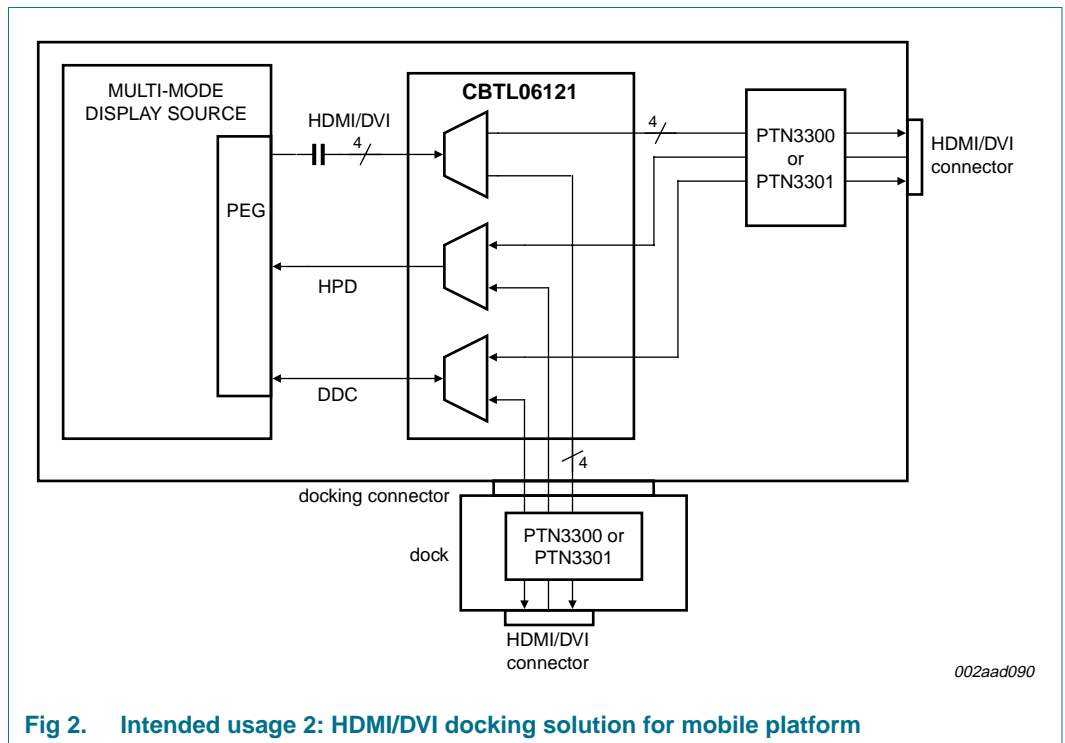 MULTI-MODE
DISPLAY SOURCE
PEG
HDMI/DVI
4
CBTL06121
4
PTN3300
or
PTN3301
HDMI/DVI
connector
HPD
DDC
4
docking connector
dock
PTN3300 or
PTN3301
HDMI/DVI
connector
002aad090
Fig 2. Intended usage 2: HDMI/DVI docking solution for mobile platform